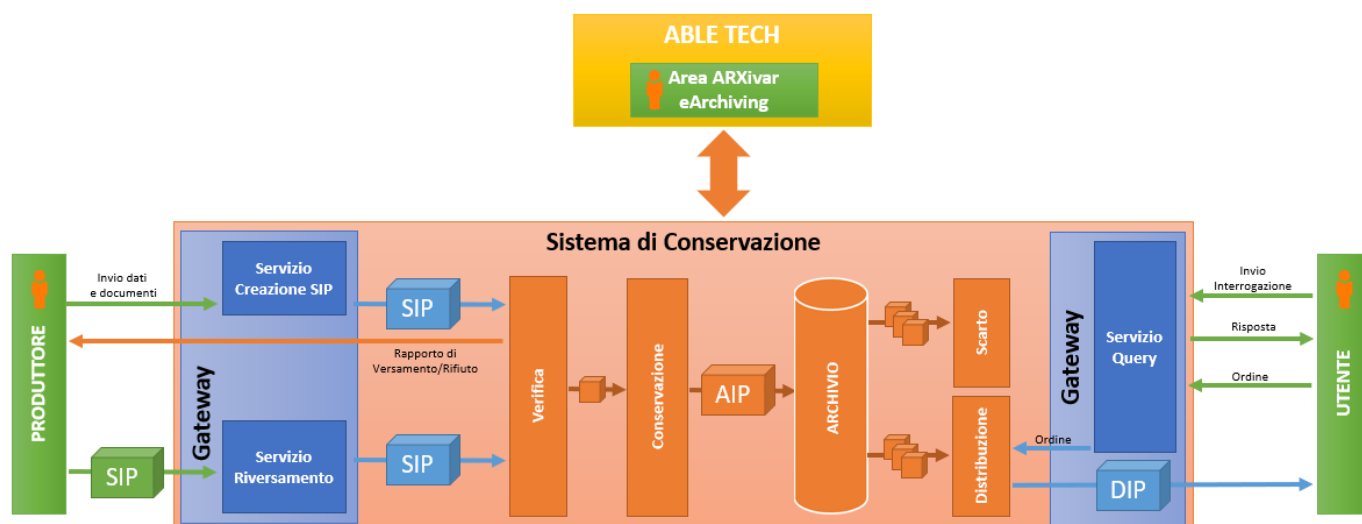 ABLE TECH
Area ARXivar
eArchiving
Sistema di Conservazione
PRODUTTORE
Invio dati
e documenti
SIP
Gateway
Servizio
Creazione SIP
Servizio
Riversamento
SIP
Rapporto di
Versamento/Rifiuto
SIP
Verifica
Conservazione
AIP
ARCHIVIO
Scarto
Distribuzione
Ordine
Gateway
Servizio
Query
DIP
Invio
Interrogazione
Risposta
Ordine
UTENTE